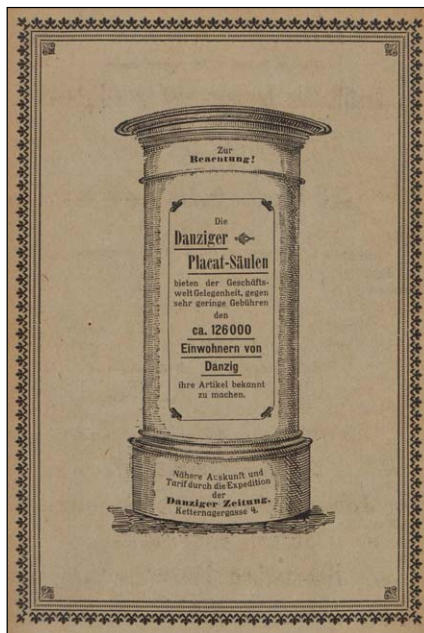 Zur
Beachtung!
Die
Danziger
Placat-Säulen
bieten der Geschäfts-
welt Gelegenheit, gegen
sehr geringe Gebühren
den
ca. 126000
Einwohnern von
Danzig
ihre Artikel bekannt
zu machen.
Nähere Auskunft und
Tarif durch die Expedition
der
Danziger Zeitung.
Ketterhagergasse 4.